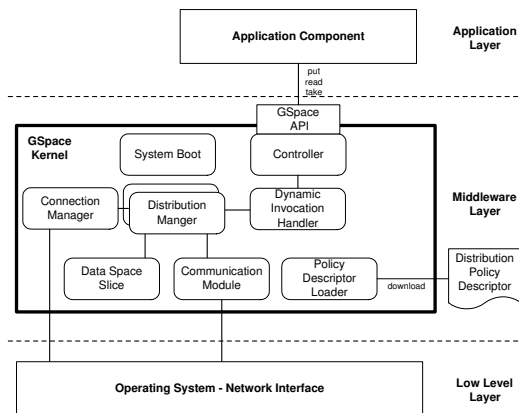 Application Component
Application
Layer
put
read
take
GSpace
API
GSpace
Kernel
System Boot
Controller
Connection
Manager
Distribution
Manger
Dynamic
Invocation
Handler
Middleware
Layer
Data Space
Slice
Communication
Module
Policy
Descriptor
Loader
download
Distribution
Policy
Descriptor
Operating System - Network Interface
Low Level
Layer